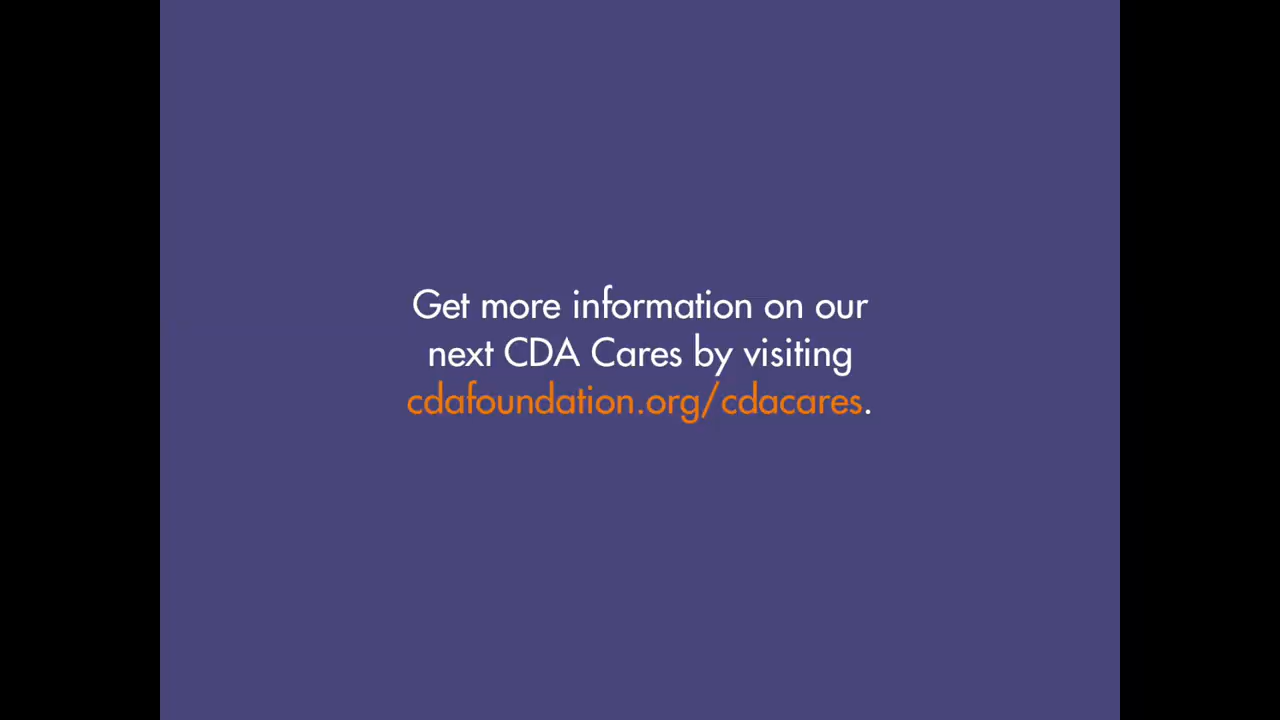 Get more information on our
next CDA Cares by visiting
cdafoundation.org/cdacares.